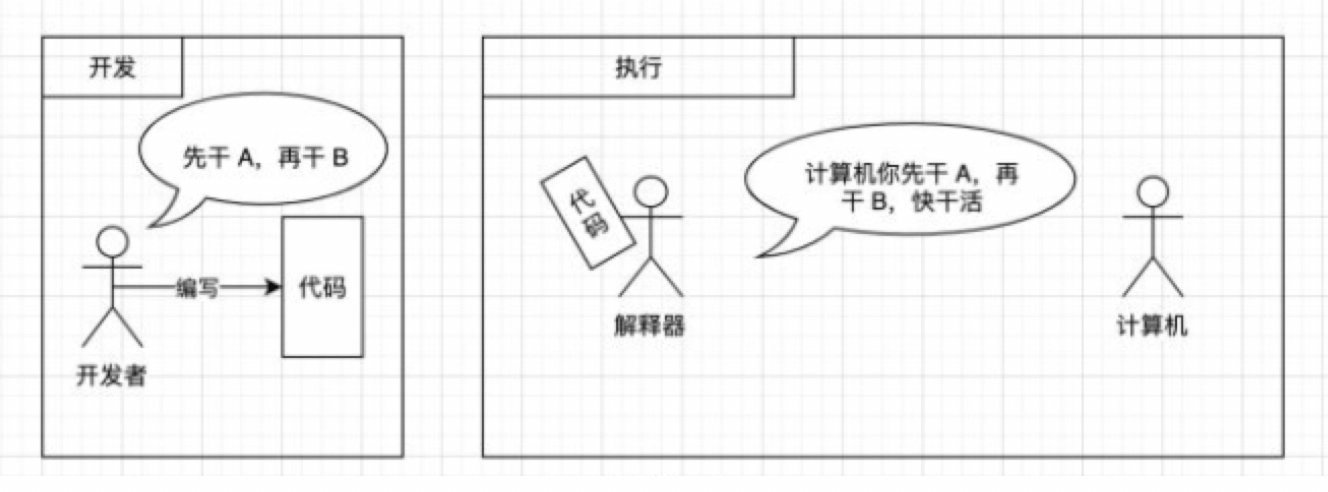 开发
先干 A，再干 B
编写
代码
开发者
执行
代
码
计算机你先干 A，再
干 B，快干活
解释器
计算机